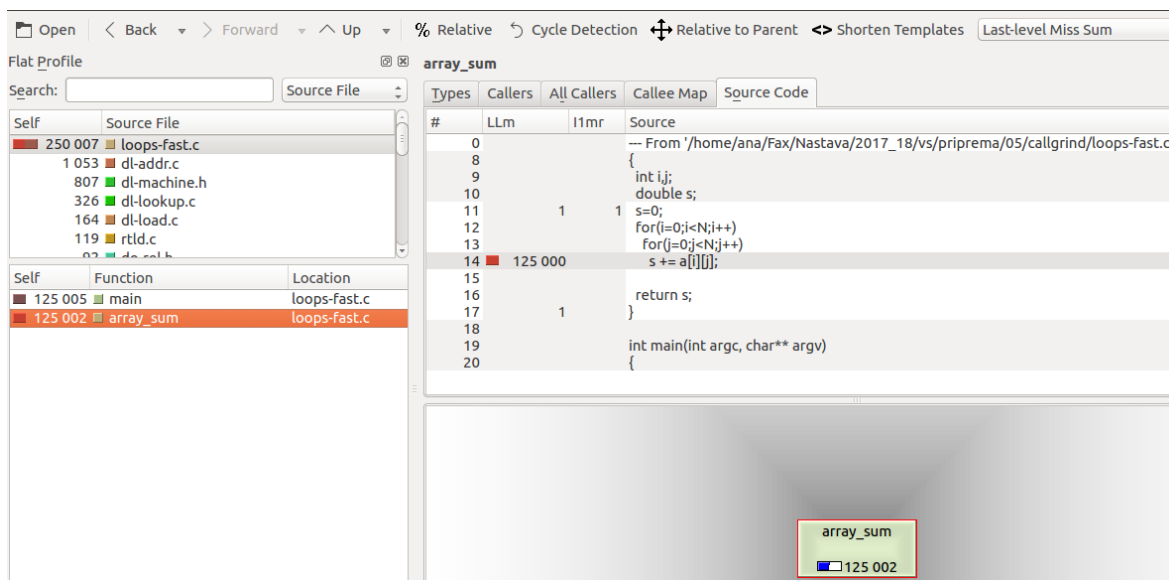 Open Back Forward Up % Relative Cycle Detection Relative to Parent <> Shorten Templates Last-level Miss Sum
Flat Profile
Search: Source File
Self Source File
250 007 loops-fast.c
1 053 dl-addr.c
807 dl-machine.h
326 dl-lookup.c
164 dl-load.c
119 rtld.c
Self Function Location
125 005 main loops-fast.c
125 002 array_sum loops-fast.c
array_sum
Types Callers All Callers Callee Map Source Code
# LLm I1mr Source
0 --- From '/home/ana/Fax/Nastava/2017_18/vs/priprema/05/callgrind/loops-fast.c
8 {
9 int i,j;
10 double s;
11 1 1 s=0;
12 for(i=0;i<N;i++)
13 for(j=0;j<N;j++)
14 125 000 s += a[i][j];
15
16 return s;
17 1 }
18
19 int main(int argc, char** argv)
20 {
array_sum
125 002